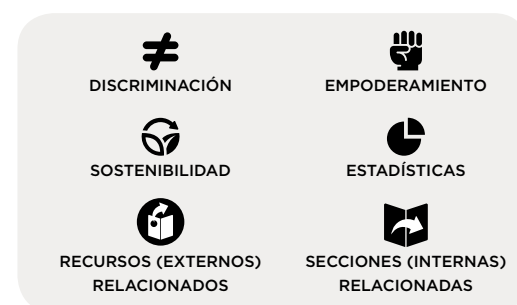 DISCRIMINACIÓN
EMPODERAMIENTO
SOSTENIBILIDAD
ESTADÍSTICAS
RECURSOS (EXTERNOS)
RELACIONADOS
SECCIONES (INTERNAS)
RELACIONADAS